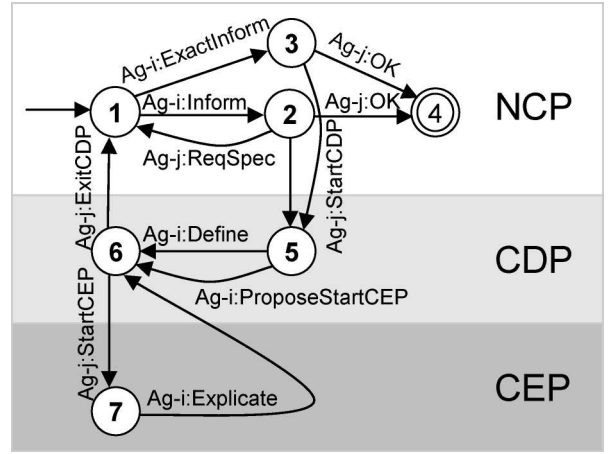 3
Ag-i:ExactInform
Ag-j:OK
NCP
1
Ag-i:Inform
2
Ag-j:OK
4
Ag-j:ReqSpec
Ag-j:ExitCDP
Ag-j:StartCDP
6
Ag-i:Define
5
CDP
Ag-i:ProposeStartCEP
Ag-j:StartCEP
7
Ag-i:Explicate
CEP